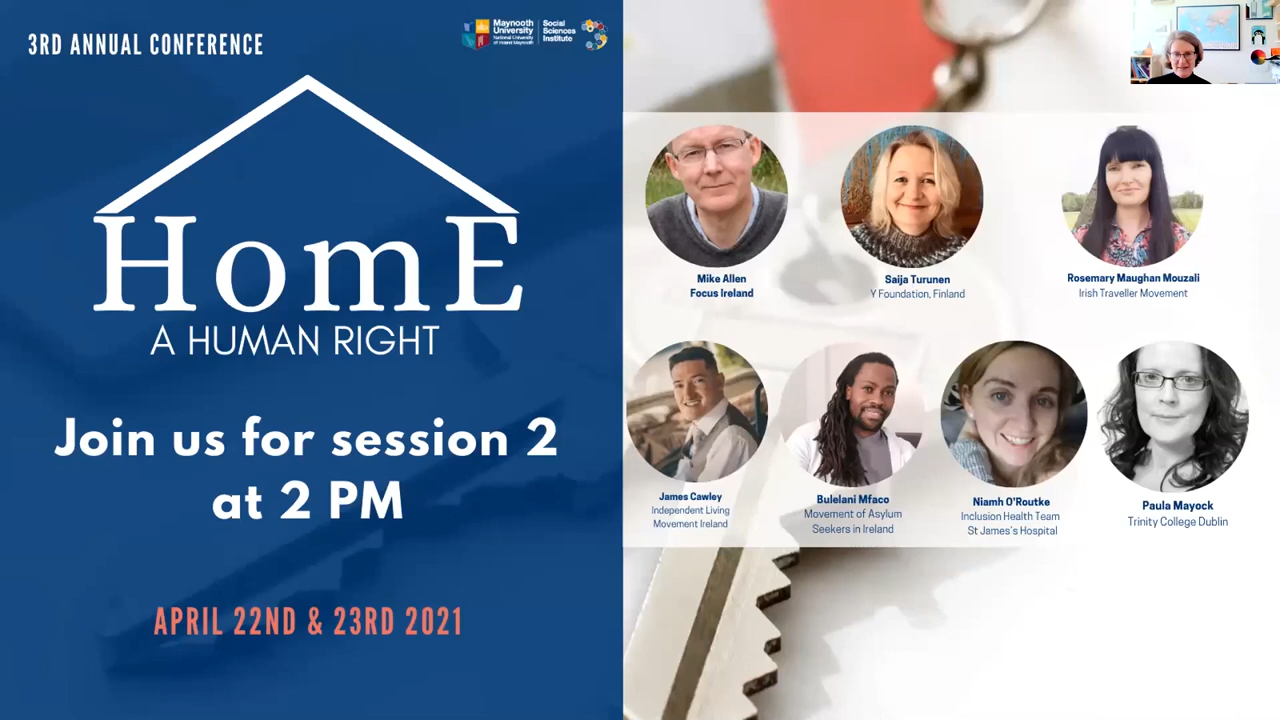 3RD ANNUAL CONFERENCE
Maynooth
University
National University
of Ireland Maynooth
Social
Sciences
Institute
HomE
A HUMAN RIGHT
Join us for session 2
at 2 PM
APRIL 22ND & 23RD 2021
Mike Allen
Focus Ireland
Saija Turunen
Y Foundation, Finland
Rosemary Maughan Mouzali
Irish Traveller Movement
James Cawley
Independent Living
Movement Ireland
Bulelani Mfaco
Movement of Asylum
Seekers in Ireland
Niamh O'Routke
Inclusion Health Team
St James's Hospital
Paula Mayock
Trinity College Dublin